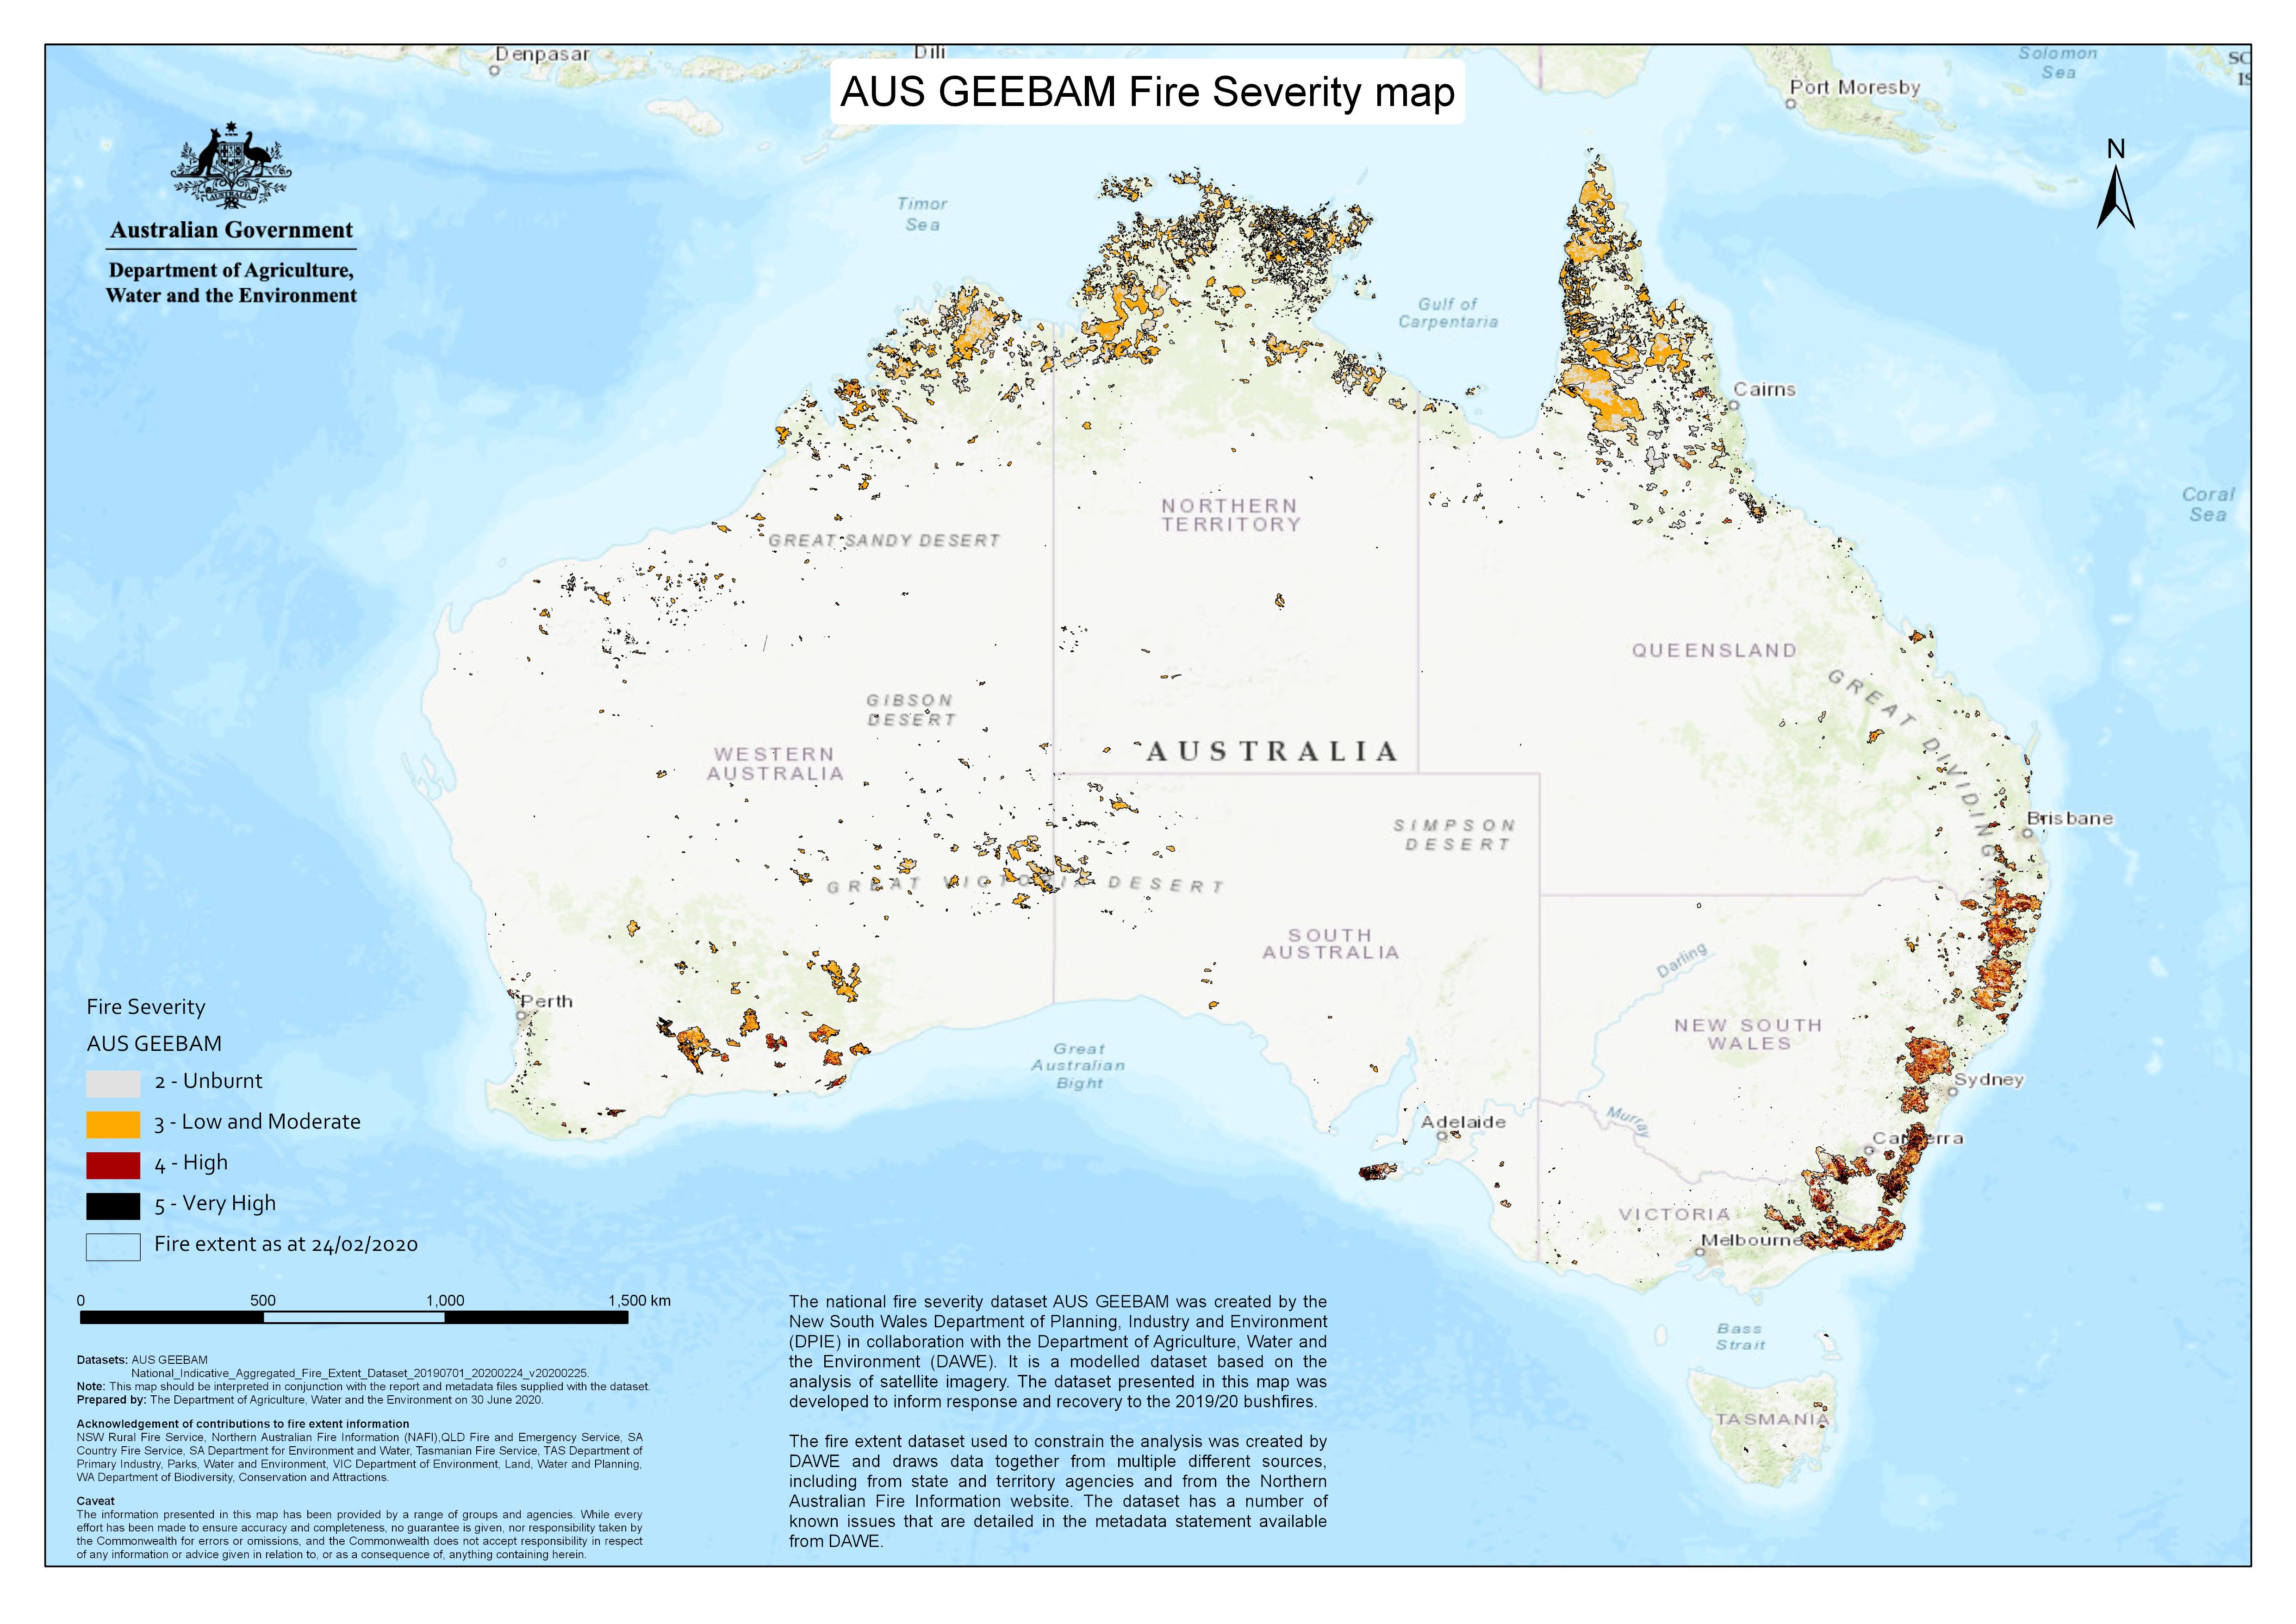 Denpasar
Dili
Solomon
Sea
SO
IS
AUS GEEBAM Fire Severity map
Port Moresby
N
AUSTRALIA
Australian Government
Department of Agriculture,
Water and the Environment
Timor
Sea
Gulf of
Carpentaria
Cairns
Coral
Sea
NORTHERN
TERRITORY
GREAT SANDY DESERT
QUEENSLAND
GREAT DIVIDING
GIBSON
DESERT
WESTERN
AUSTRALIA
AUSTRALIA
SIMPSON
DESERT
Brisbane
GREAT VICTORIA DESERT
SOUTH
AUSTRALIA
Darling
Perth
NEW SOUTH
WALES
Great
Australian
Bight
Sydney
Murray
Adelaide
Canberra
VICTORIA
Melbourne
Bass
Strait
TASMANIA
Fire Severity
AUS GEEBAM
2 - Unburnt
3 - Low and Moderate
4 - High
5 - Very High
Fire extent as at 24/02/2020
0 500 1,000 1,500 km
Datasets: AUS GEEBAM
National_Indicative_Aggregated_Fire_Extent_Dataset_20190701_20200224_v20200225.
Note: This map should be interpreted in conjunction with the report and metadata files supplied with the dataset.
Prepared by: The Department of Agriculture, Water and the Environment on 30 June 2020.
Acknowledgement of contributions to fire extent information
NSW Rural Fire Service, Northern Australian Fire Information (NAFI),QLD Fire and Emergency Service, SA
Country Fire Service, SA Department for Environment and Water, Tasmanian Fire Service, TAS Department of
Primary Industry, Parks, Water and Environment, VIC Department of Environment, Land, Water and Planning,
WA Department of Biodiversity, Conservation and Attractions.
Caveat
The information presented in this map has been provided by a range of groups and agencies. While every
effort has been made to ensure accuracy and completeness, no guarantee is given, nor responsibility taken by
the Commonwealth for errors or omissions, and the Commonwealth does not accept responsibility in respect
of any information or advice given in relation to, or as a consequence of, anything containing herein.
The national fire severity dataset AUS GEEBAM was created by the
New South Wales Department of Planning, Industry and Environment
(DPIE) in collaboration with the Department of Agriculture, Water and
the Environment (DAWE). It is a modelled dataset based on the
analysis of satellite imagery. The dataset presented in this map was
developed to inform response and recovery to the 2019/20 bushfires.
The fire extent dataset used to constrain the analysis was created by
DAWE and draws data together from multiple different sources,
including from state and territory agencies and from the Northern
Australian Fire Information website. The dataset has a number of
known issues that are detailed in the metadata statement available
from DAWE.